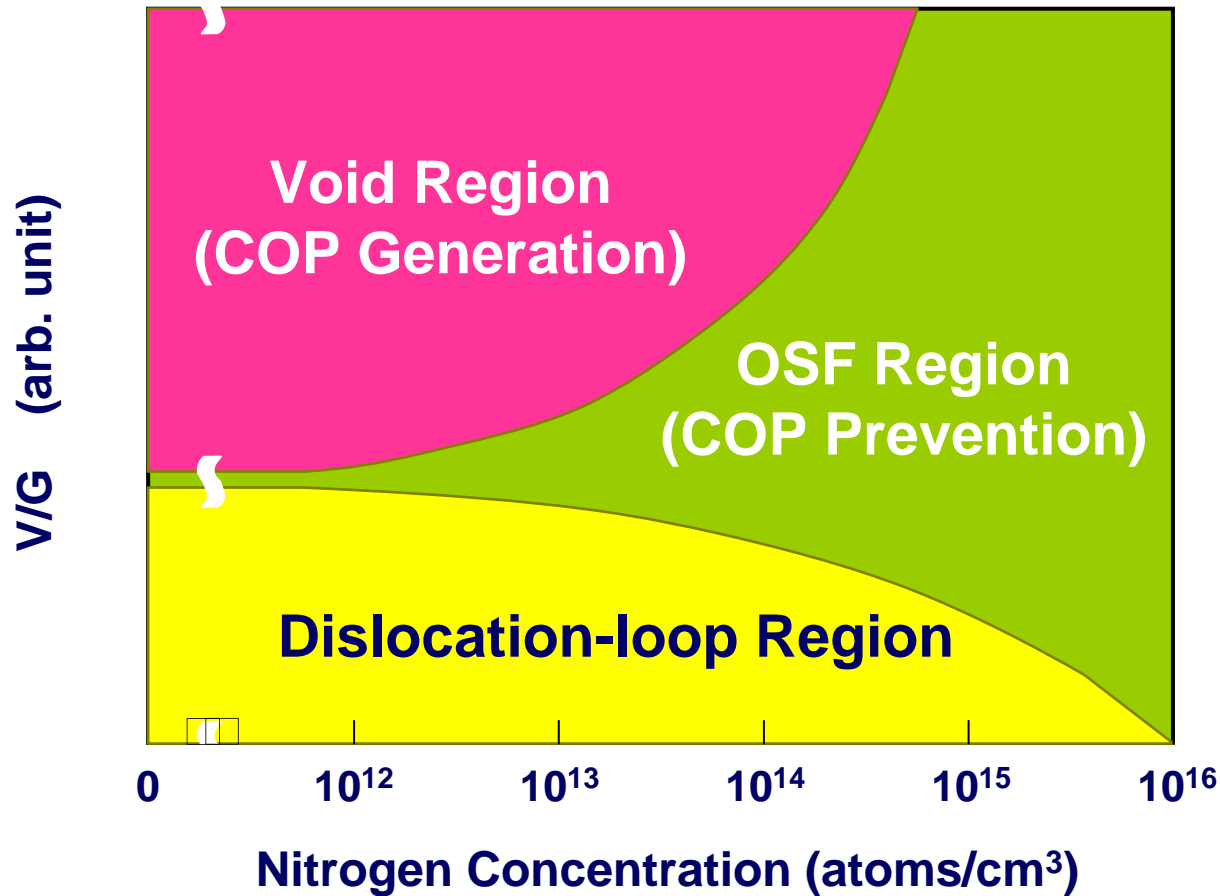 Void Region
(COP Generation)
OSF Region
(COP Prevention)
Dislocation-loop Region
V/G (arb. unit)
0 10¹² 10¹³ 10¹⁴ 10¹⁵ 10¹⁶
Nitrogen Concentration (atoms/cm³)